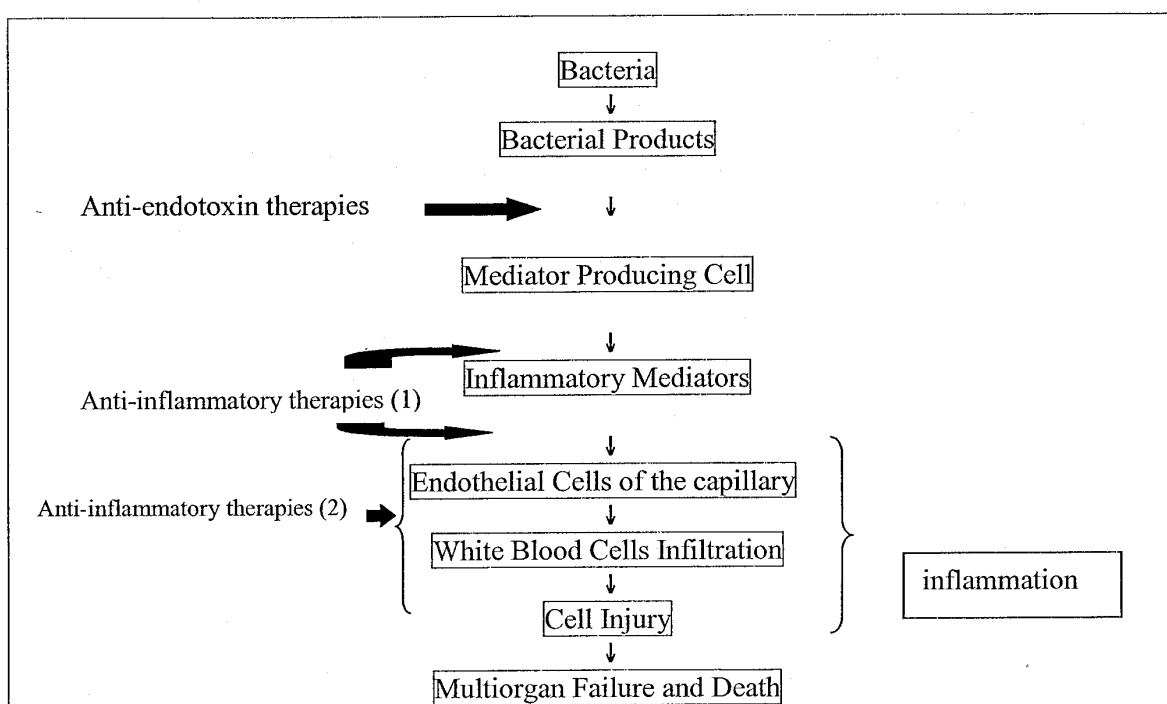 Bacteria
Bacterial Products
Anti-endotoxin therapies
Mediator Producing Cell
Inflammatory Mediators
Anti-inflammatory therapies (1)
Endothelial Cells of the capillary
Anti-inflammatory therapies (2)
White Blood Cells Infiltration
inflammation
Cell Injury
Multiorgan Failure and Death